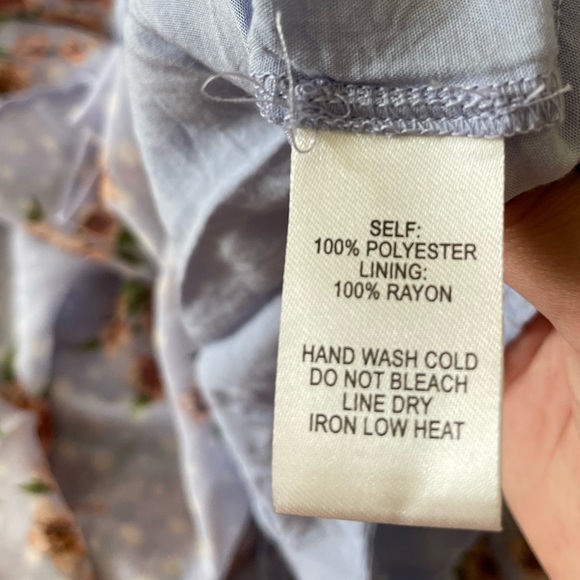 SELF:
100% POLYESTER
LINING:
100% RAYON
HAND WASH COLD
DO NOT BLEACH
LINE DRY
IRON LOW HEAT